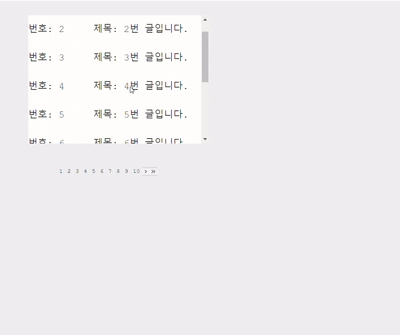 번호: 2 제목: 2번 글입니다.
번호: 3 제목: 3번 글입니다.
번호: 4 제목: 4번 글입니다.
번호: 5 제목: 5번 글입니다.
번호: 6 제목: 6번 글입니다.
1 2 3 4 5 6 7 8 9 10 › »